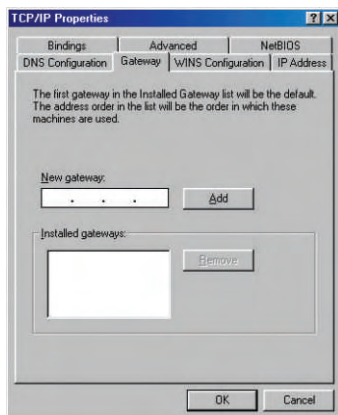 TCP/IP Properties
Bindings Advanced NetBIOS
DNS Configuration Gateway WINS Configuration IP Address
The first gateway in the Installed Gateway list will be the default.
The address order in the list will be the order in which these
machines are used.
New gateway:
. . .
Add
Installed gateways:
Remove
OK Cancel